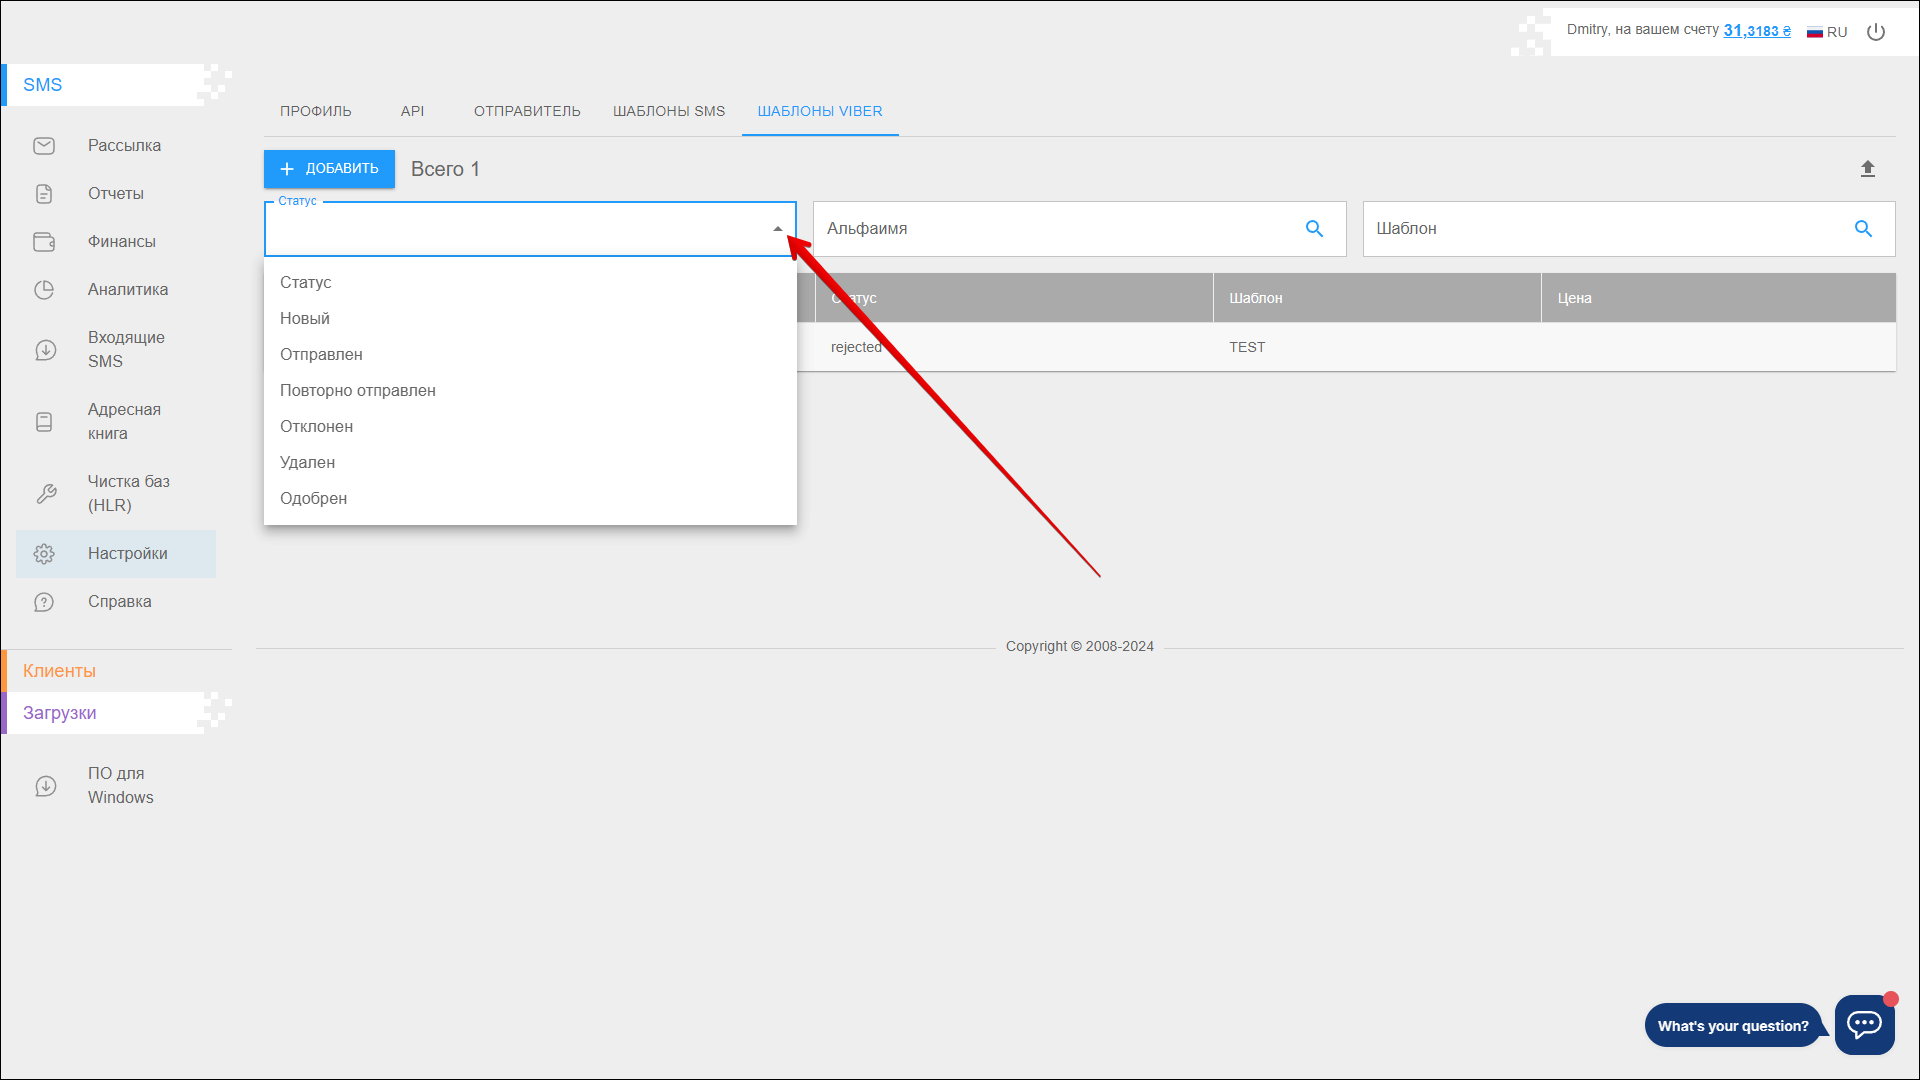 Dmitry, на вашем счету 31,3183 ₴
RU
SMS
Рассылка
Отчеты
Финансы
Аналитика
Входящие
SMS
Адресная
книга
Чистка баз
(HLR)
Настройки
Справка
Клиенты
Загрузки
ПО для
Windows
ПРОФИЛЬ
API
ОТПРАВИТЕЛЬ
ШАБЛОНЫ SMS
ШАБЛОНЫ VIBER
ДОБАВИТЬ
Всего 1
Статус
Альфаимя
Шаблон
Статус
Новый
Отправлен
Повторно отправлен
Отклонен
Удален
Одобрен
Статус
Шаблон
Цена
rejected
TEST
Copyright © 2008-2024
What's your question?